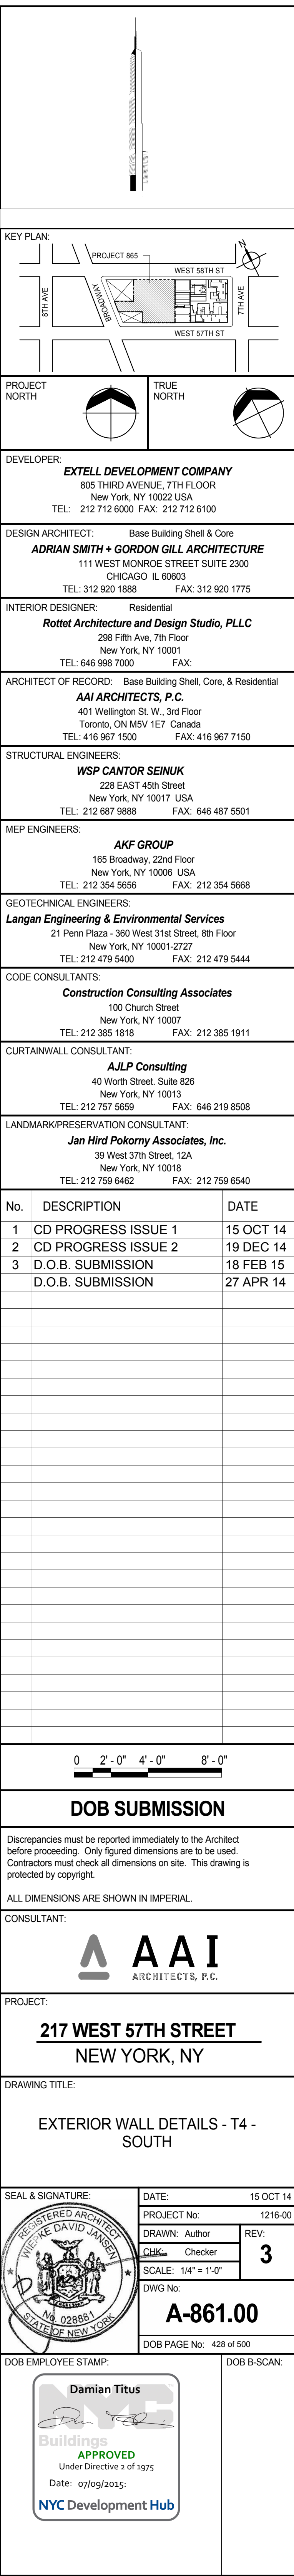 KEY PLAN:
N
PROJECT 865
WEST 58TH ST
8TH AVE
BROADWAY
7TH AVE
WEST 57TH ST
PROJECT NORTH
TRUE NORTH
DEVELOPER:
EXTELL DEVELOPMENT COMPANY
805 THIRD AVENUE, 7TH FLOOR
New York, NY 10022 USA
TEL: 212 712 6000 FAX: 212 712 6100
DESIGN ARCHITECT: Base Building Shell & Core
ADRIAN SMITH + GORDON GILL ARCHITECTURE
111 WEST MONROE STREET SUITE 2300
CHICAGO IL 60603
TEL: 312 920 1888 FAX: 312 920 1775
INTERIOR DESIGNER: Residential
Rottet Architecture and Design Studio, PLLC
298 Fifth Ave, 7th Floor
New York, NY 10001
TEL: 646 998 7000 FAX:
ARCHITECT OF RECORD: Base Building Shell, Core, & Residential
AAI ARCHITECTS, P.C.
401 Wellington St. W., 3rd Floor
Toronto, ON M5V 1E7 Canada
TEL: 416 967 1500 FAX: 416 967 7150
STRUCTURAL ENGINEERS:
WSP CANTOR SEINUK
228 EAST 45th Street
New York, NY 10017 USA
TEL: 212 687 9888 FAX: 646 487 5501
MEP ENGINEERS:
AKF GROUP
165 Broadway, 22nd Floor
New York, NY 10006 USA
TEL: 212 354 5656 FAX: 212 354 5668
GEOTECHNICAL ENGINEERS:
Langan Engineering & Environmental Services
21 Penn Plaza - 360 West 31st Street, 8th Floor
New York, NY 10001-2727
TEL: 212 479 5400 FAX: 212 479 5444
CODE CONSULTANTS:
Construction Consulting Associates
100 Church Street
New York, NY 10007
TEL: 212 385 1818 FAX: 212 385 1911
CURTAINWALL CONSULTANT:
AJLP Consulting
40 Worth Street. Suite 826
New York, NY 10013
TEL: 212 757 5659 FAX: 646 219 8508
LANDMARK/PRESERVATION CONSULTANT:
Jan Hird Pokorny Associates, Inc.
39 West 37th Street, 12A
New York, NY 10018
TEL: 212 759 6462 FAX: 212 759 6540
No. DESCRIPTION DATE
1 CD PROGRESS ISSUE 1 15 OCT 14
2 CD PROGRESS ISSUE 2 19 DEC 14
3 D.O.B. SUBMISSION 18 FEB 15
D.O.B. SUBMISSION 27 APR 14
0 2' - 0" 4' - 0" 8' - 0"
DOB SUBMISSION
Discrepancies must be reported immediately to the Architect
before proceeding. Only figured dimensions are to be used.
Contractors must check all dimensions on site. This drawing is
protected by copyright.
ALL DIMENSIONS ARE SHOWN IN IMPERIAL.
CONSULTANT:
AAI
ARCHITECTS, P.C.
PROJECT:
217 WEST 57TH STREET
NEW YORK, NY
DRAWING TITLE:
EXTERIOR WALL DETAILS - T4 -
SOUTH
SEAL & SIGNATURE:
REGISTERED ARCHITECT
WIEPKE DAVID JANSEN
No. 028881
STATE OF NEW YORK
DATE: 15 OCT 14
PROJECT No: 1216-00
DRAWN: Author
CHK: Checker
SCALE: 1/4" = 1'-0"
REV:
3
DWG No:
A-861.00
DOB PAGE No: 428 of 500
DOB EMPLOYEE STAMP:
DOB B-SCAN:
NYC
Damian Titus
Buildings
APPROVED
Under Directive 2 of 1975
Date: 07/09/2015:
NYC Development Hub